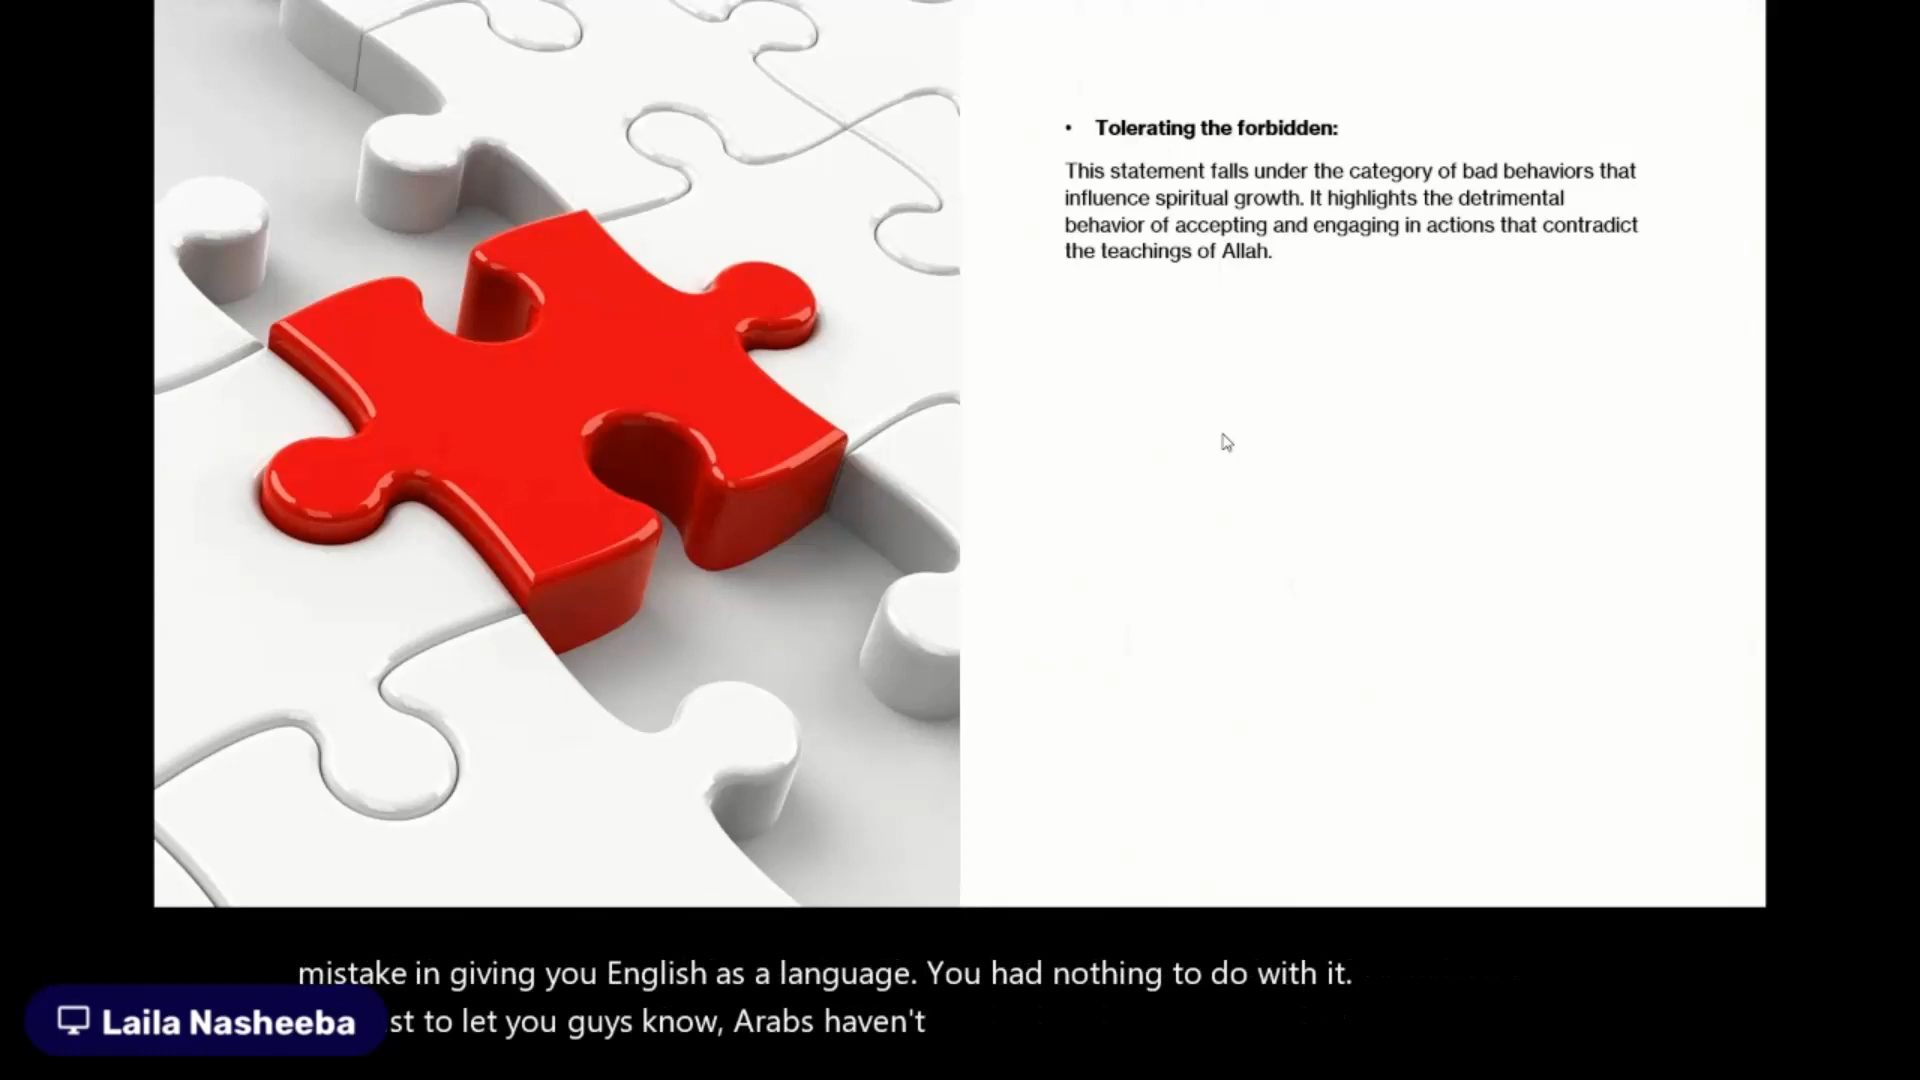 • Tolerating the forbidden:
This statement falls under the category of bad behaviors that
influence spiritual growth. It highlights the detrimental
behavior of accepting and engaging in actions that contradict
the teachings of Allah.
mistake in giving you English as a language. You had nothing to do with it.
st to let you guys know, Arabs haven't
Laila Nasheeba